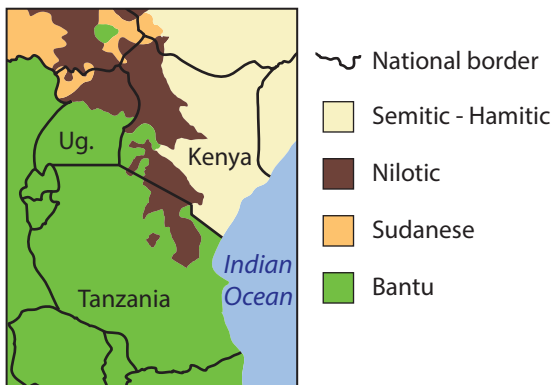 Ug.
Kenya
Tanzania
Indian
Ocean
National border
Semitic - Hamitic
Nilotic
Sudanese
Bantu